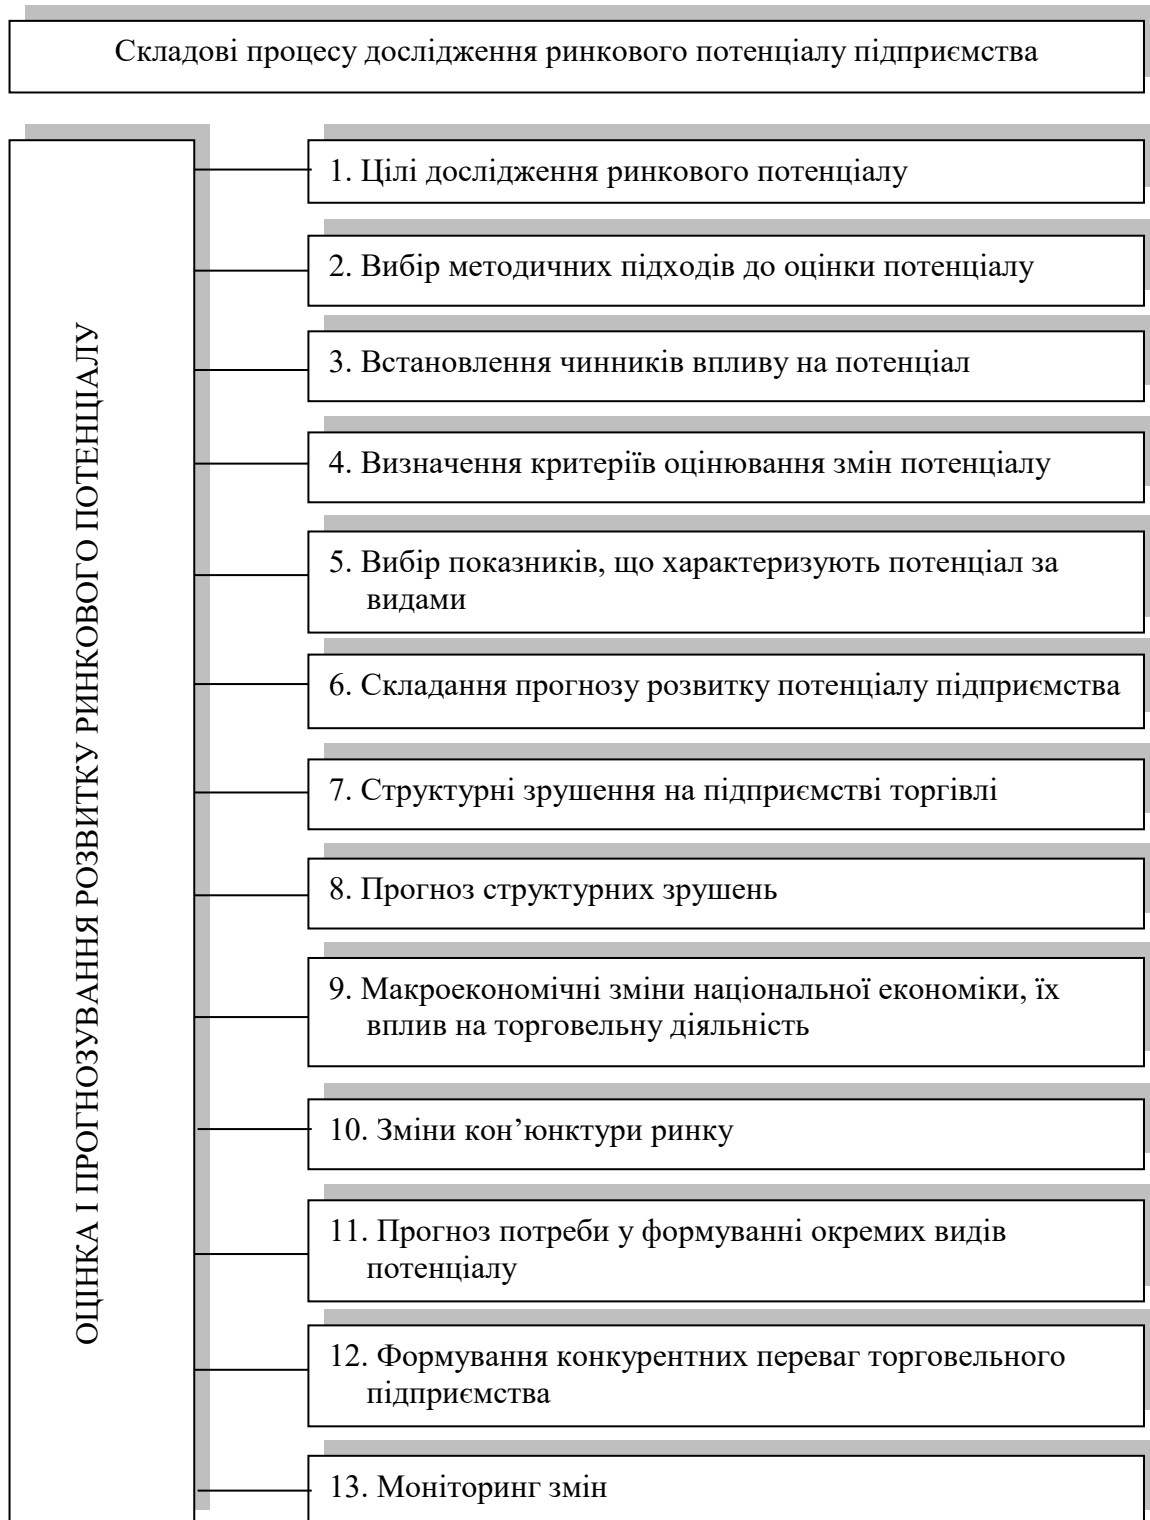 Складові процесу дослідження ринкового потенціалу підприємства
ОЦІНКА І ПРОГНОЗУВАННЯ РОЗВИТКУ РИНКОВОГО ПОТЕНЦІАЛУ
1. Цілі дослідження ринкового потенціалу
2. Вибір методичних підходів до оцінки потенціалу
3. Встановлення чинників впливу на потенціал
4. Визначення критеріїв оцінювання змін потенціалу
5. Вибір показників, що характеризують потенціал за
видами
6. Складання прогнозу розвитку потенціалу підприємства
7. Структурні зрушення на підприємстві торгівлі
8. Прогноз структурних зрушень
9. Макроекономічні зміни національної економіки, їх
вплив на торговельну діяльність
10. Зміни кон’юнктури ринку
11. Прогноз потреби у формуванні окремих видів
потенціалу
12. Формування конкурентних переваг торговельного
підприємства
13. Моніторинг змін